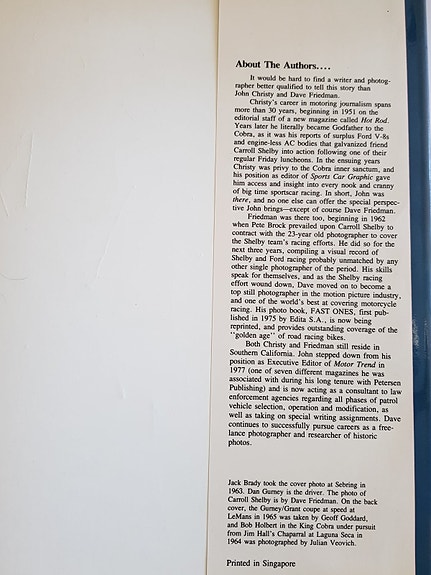 About The Authors....
It would be hard to find a writer and photog-
rapher better qualified to tell this story than
John Christy and Dave Friedman.
Christy's career in motoring journalism spans
more than 30 years, beginning in 1951 on the
editorial staff of a new magazine called Hot Rod.
Years later he literally became Godfather to the
Cobra, as it was his reports of surplus Ford V-8s
and engine-less AC bodies that galvanized friend
Carroll Shelby into action following one of their
regular Friday luncheons. In the ensuing years
Christy was privy to the Cobra inner sanctum, and
his position as editor of Sports Car Graphic gave
him access and insight into every nook and cranny
of big time sportscar racing. In short, John was
there, and no one else can offer the special perspec-
tive John brings—except of course Dave Friedman.
Friedman was there too, beginning in 1962
when Pete Brock prevailed upon Carroll Shelby to
contract with the 23-year old photographer to cover
the Shelby team's racing efforts. He did so for the
next three years, compiling a visual record of
Shelby and Ford racing probably unmatched by any
other single photographer of the period. His skills
speak for themselves, and as the Shelby racing
effort wound down, Dave moved on to become a
top still photographer in the motion picture industry,
and one of the world's best at covering motorcycle
racing. His photo book, FAST ONES, first pub-
lished in 1975 by Edita S.A., is now being
reprinted, and provides outstanding coverage of the
"golden age" of road racing bikes.
Both Christy and Friedman still reside in
Southern California. John stepped down from his
position as Executive Editor of Motor Trend in
1977 (one of seven different magazines he was
associated with during his long tenure with Petersen
Publishing) and is now acting as a consultant to law
enforcement agencies regarding all phases of patrol
vehicle selection, operation and modification, as
well as taking on special writing assignments. Dave
continues to successfully pursue careers as a free-
lance photographer and researcher of historic
photos.
Jack Brady took the cover photo at Sebring in
1963. Dan Gurney is the driver. The photo of
Carroll Shelby is by Dave Friedman. On the back
cover, the Gurney/Grant coupe at speed at
LeMans in 1965 was taken by Geoff Goddard,
and Bob Holbert in the King Cobra under pursuit
from Jim Hall's Chaparral at Laguna Seca in
1964 was photographed by Julian Veovich.
Printed in Singapore